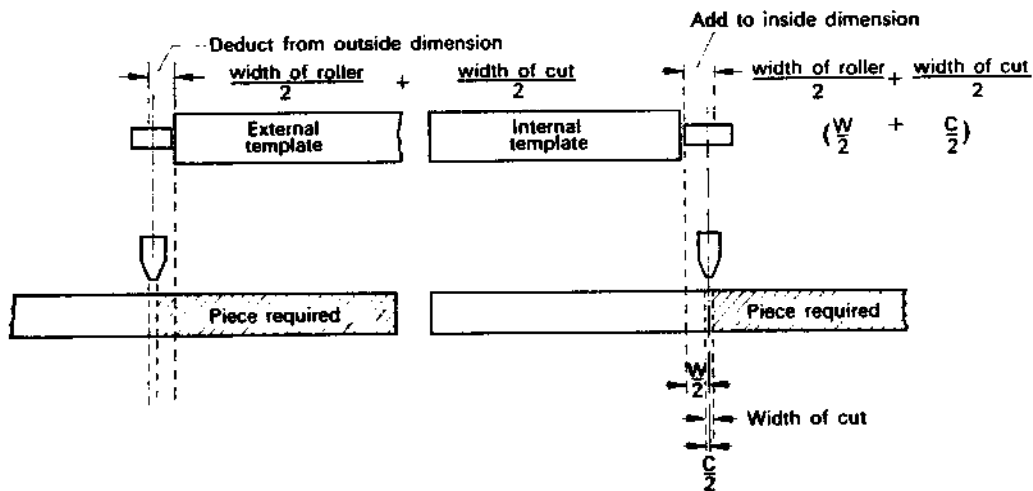 Deduct from outside dimension
width of roller/2 + width of cut/2
External template
Piece required
Internal template
Add to inside dimension
width of roller/2 + width of cut/2
(W/2 + C/2)
Piece required
W/2
Width of cut
C/2